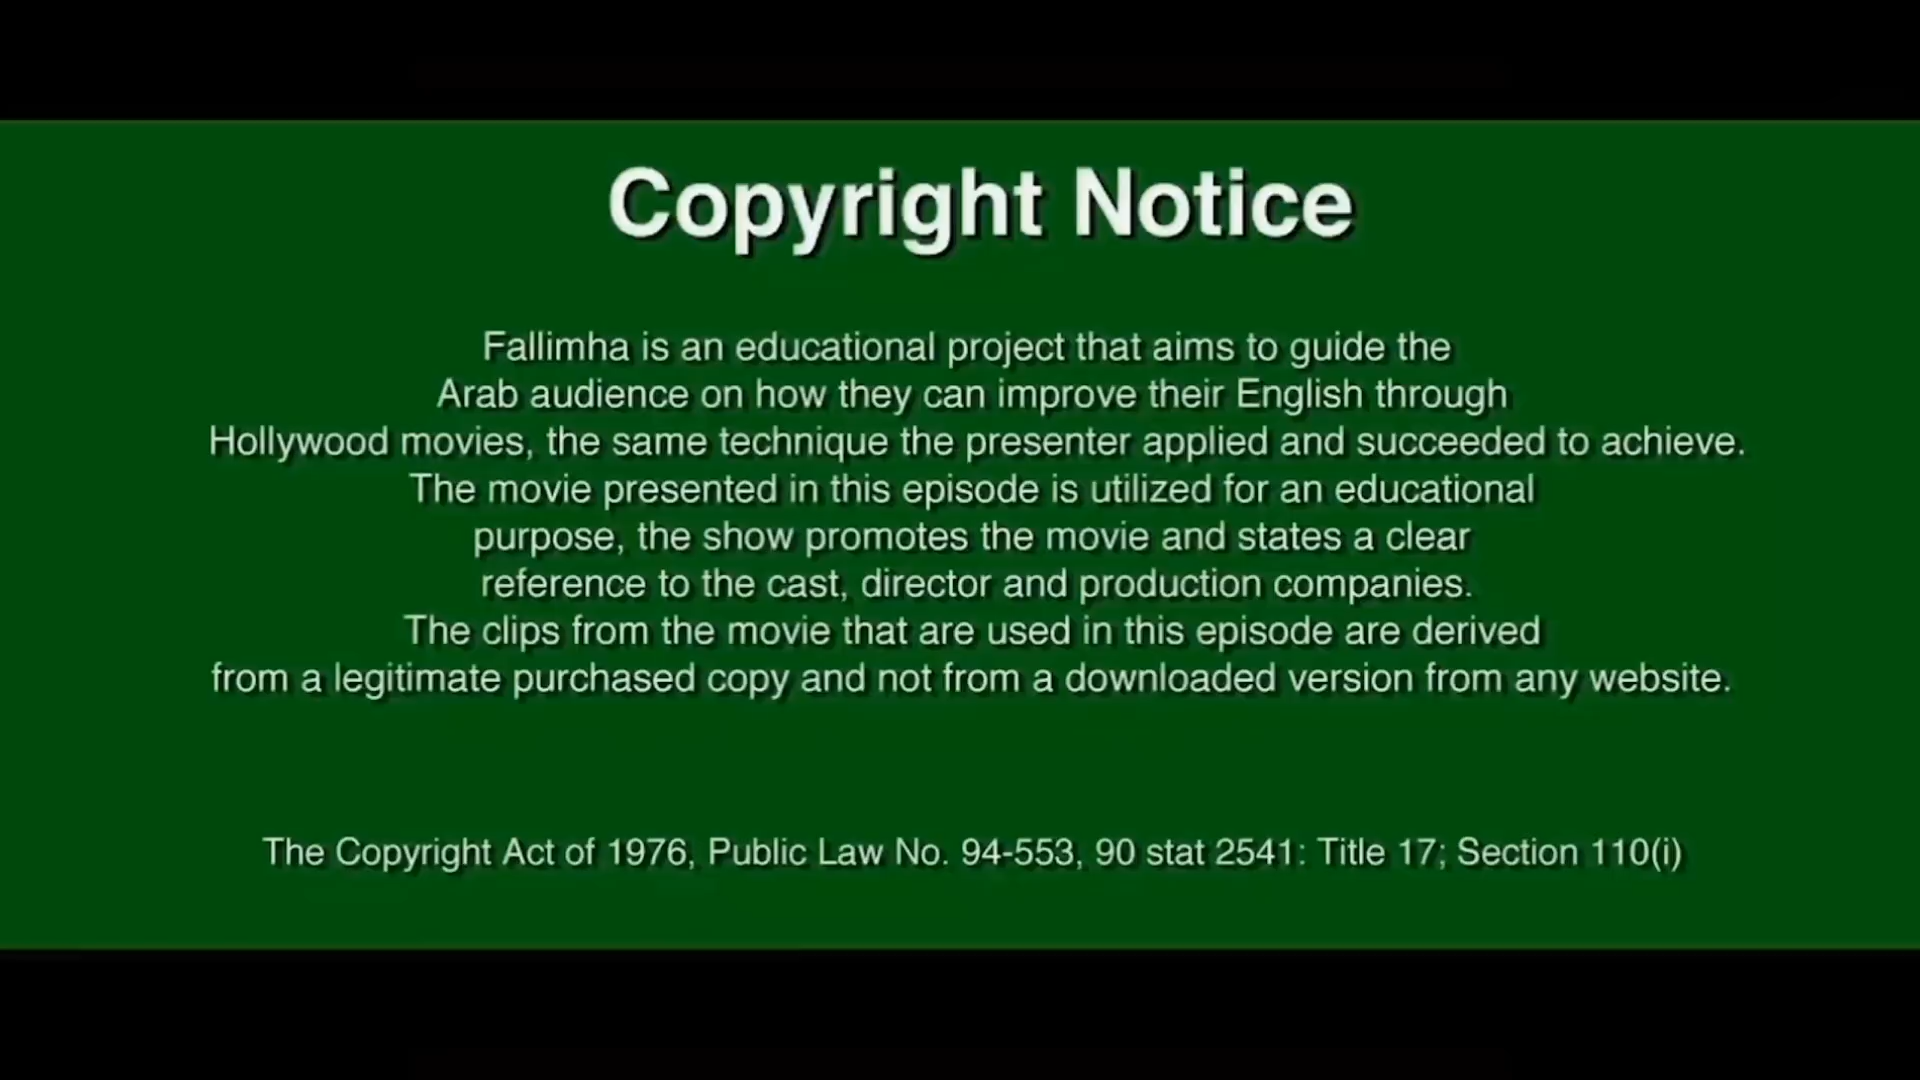 Copyright Notice
Fallimha is an educational project that aims to guide the
Arab audience on how they can improve their English through
Hollywood movies, the same technique the presenter applied and succeeded to achieve.
The movie presented in this episode is utilized for an educational
purpose, the show promotes the movie and states a clear
reference to the cast, director and production companies.
The clips from the movie that are used in this episode are derived
from a legitimate purchased copy and not from a downloaded version from any website.
The Copyright Act of 1976, Public Law No. 94-553, 90 stat 2541: Title 17; Section 110(i)